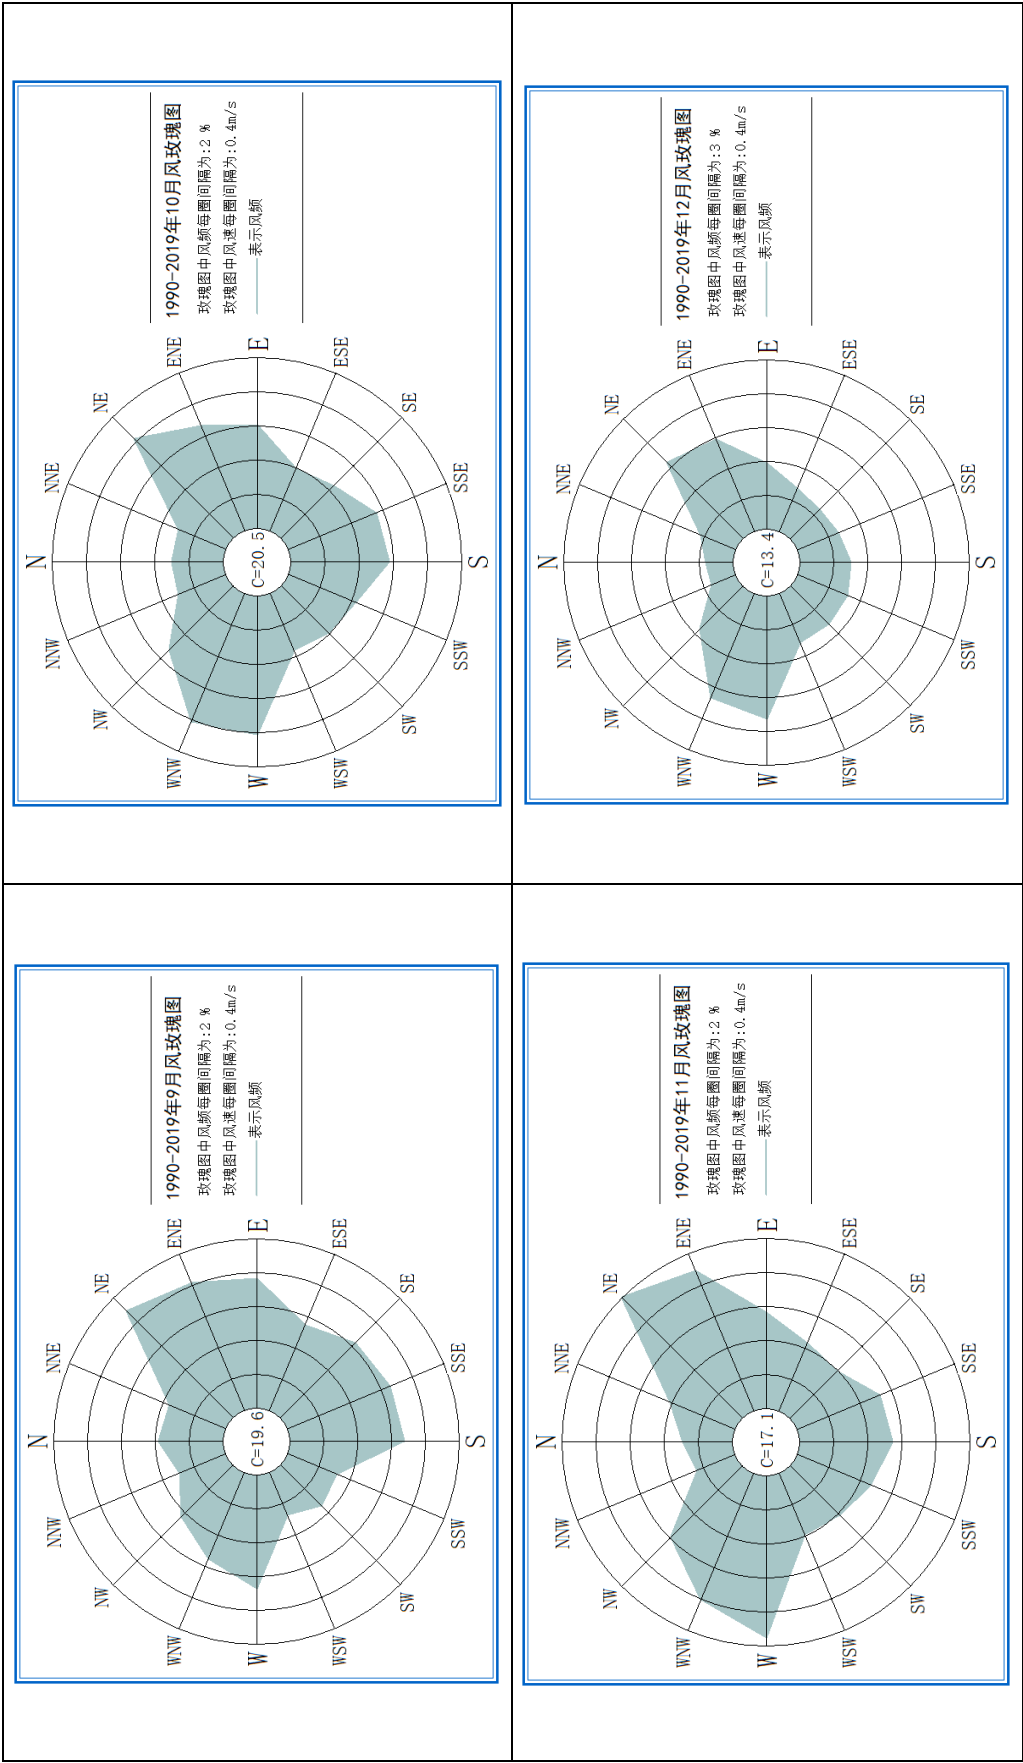 1990-2019年9月风玫瑰图
玫瑰图中风频每圈间隔为:2 %
玫瑰图中风速每圈间隔为:0.4m/s
表示风频
N
NNW
NNE
NW
NE
WNW
ENE
W
C=19.6
E
WSW
ESE
SW
SE
SSW
SSE
S
1990-2019年10月风玫瑰图
玫瑰图中风频每圈间隔为:2 %
玫瑰图中风速每圈间隔为:0.4m/s
表示风频
N
NNW
NNE
NW
NE
WNW
ENE
W
C=20.5
E
WSW
ESE
SW
SE
SSW
SSE
S
1990-2019年11月风玫瑰图
玫瑰图中风频每圈间隔为:2 %
玫瑰图中风速每圈间隔为:0.4m/s
表示风频
N
NNW
NNE
NW
NE
WNW
ENE
W
C=17.1
E
WSW
ESE
SW
SE
SSW
SSE
S
1990-2019年12月风玫瑰图
玫瑰图中风频每圈间隔为:3 %
玫瑰图中风速每圈间隔为:0.4m/s
表示风频
N
NNW
NNE
NW
NE
WNW
ENE
W
C=13.4
E
WSW
ESE
SW
SE
SSW
SSE
S